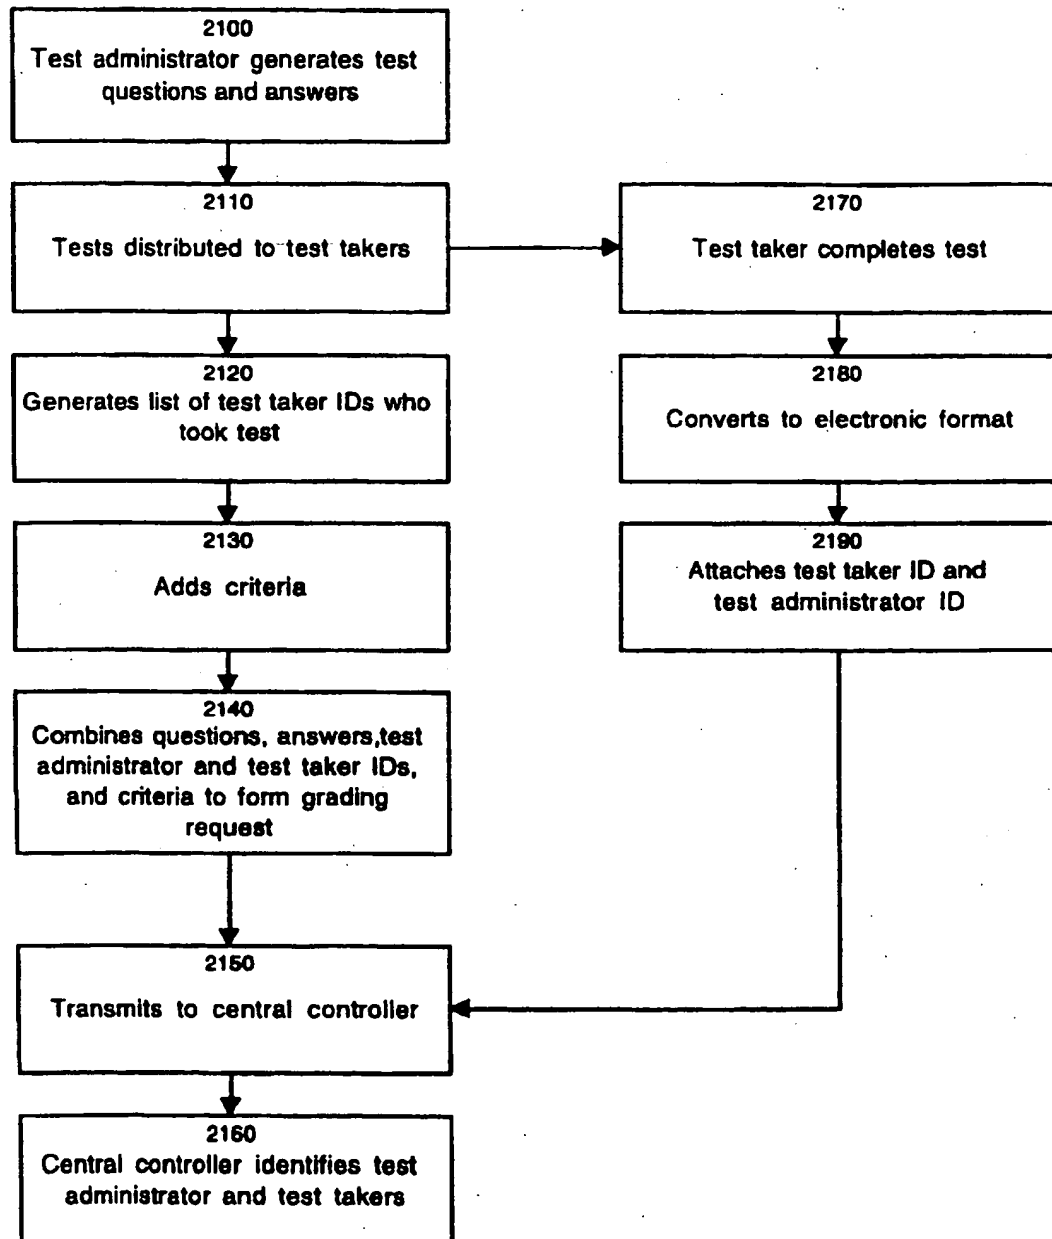 2100
Test administrator generates test
questions and answers
2110
Tests distributed to test takers
2120
Generates list of test taker IDs who
took test
2130
Adds criteria
2140
Combines questions, answers,test
administrator and test taker IDs,
and criteria to form grading
request
2150
Transmits to central controller
2160
Central controller identifies test
administrator and test takers
2170
Test taker completes test
2180
Converts to electronic format
2190
Attaches test taker ID and
test administrator ID